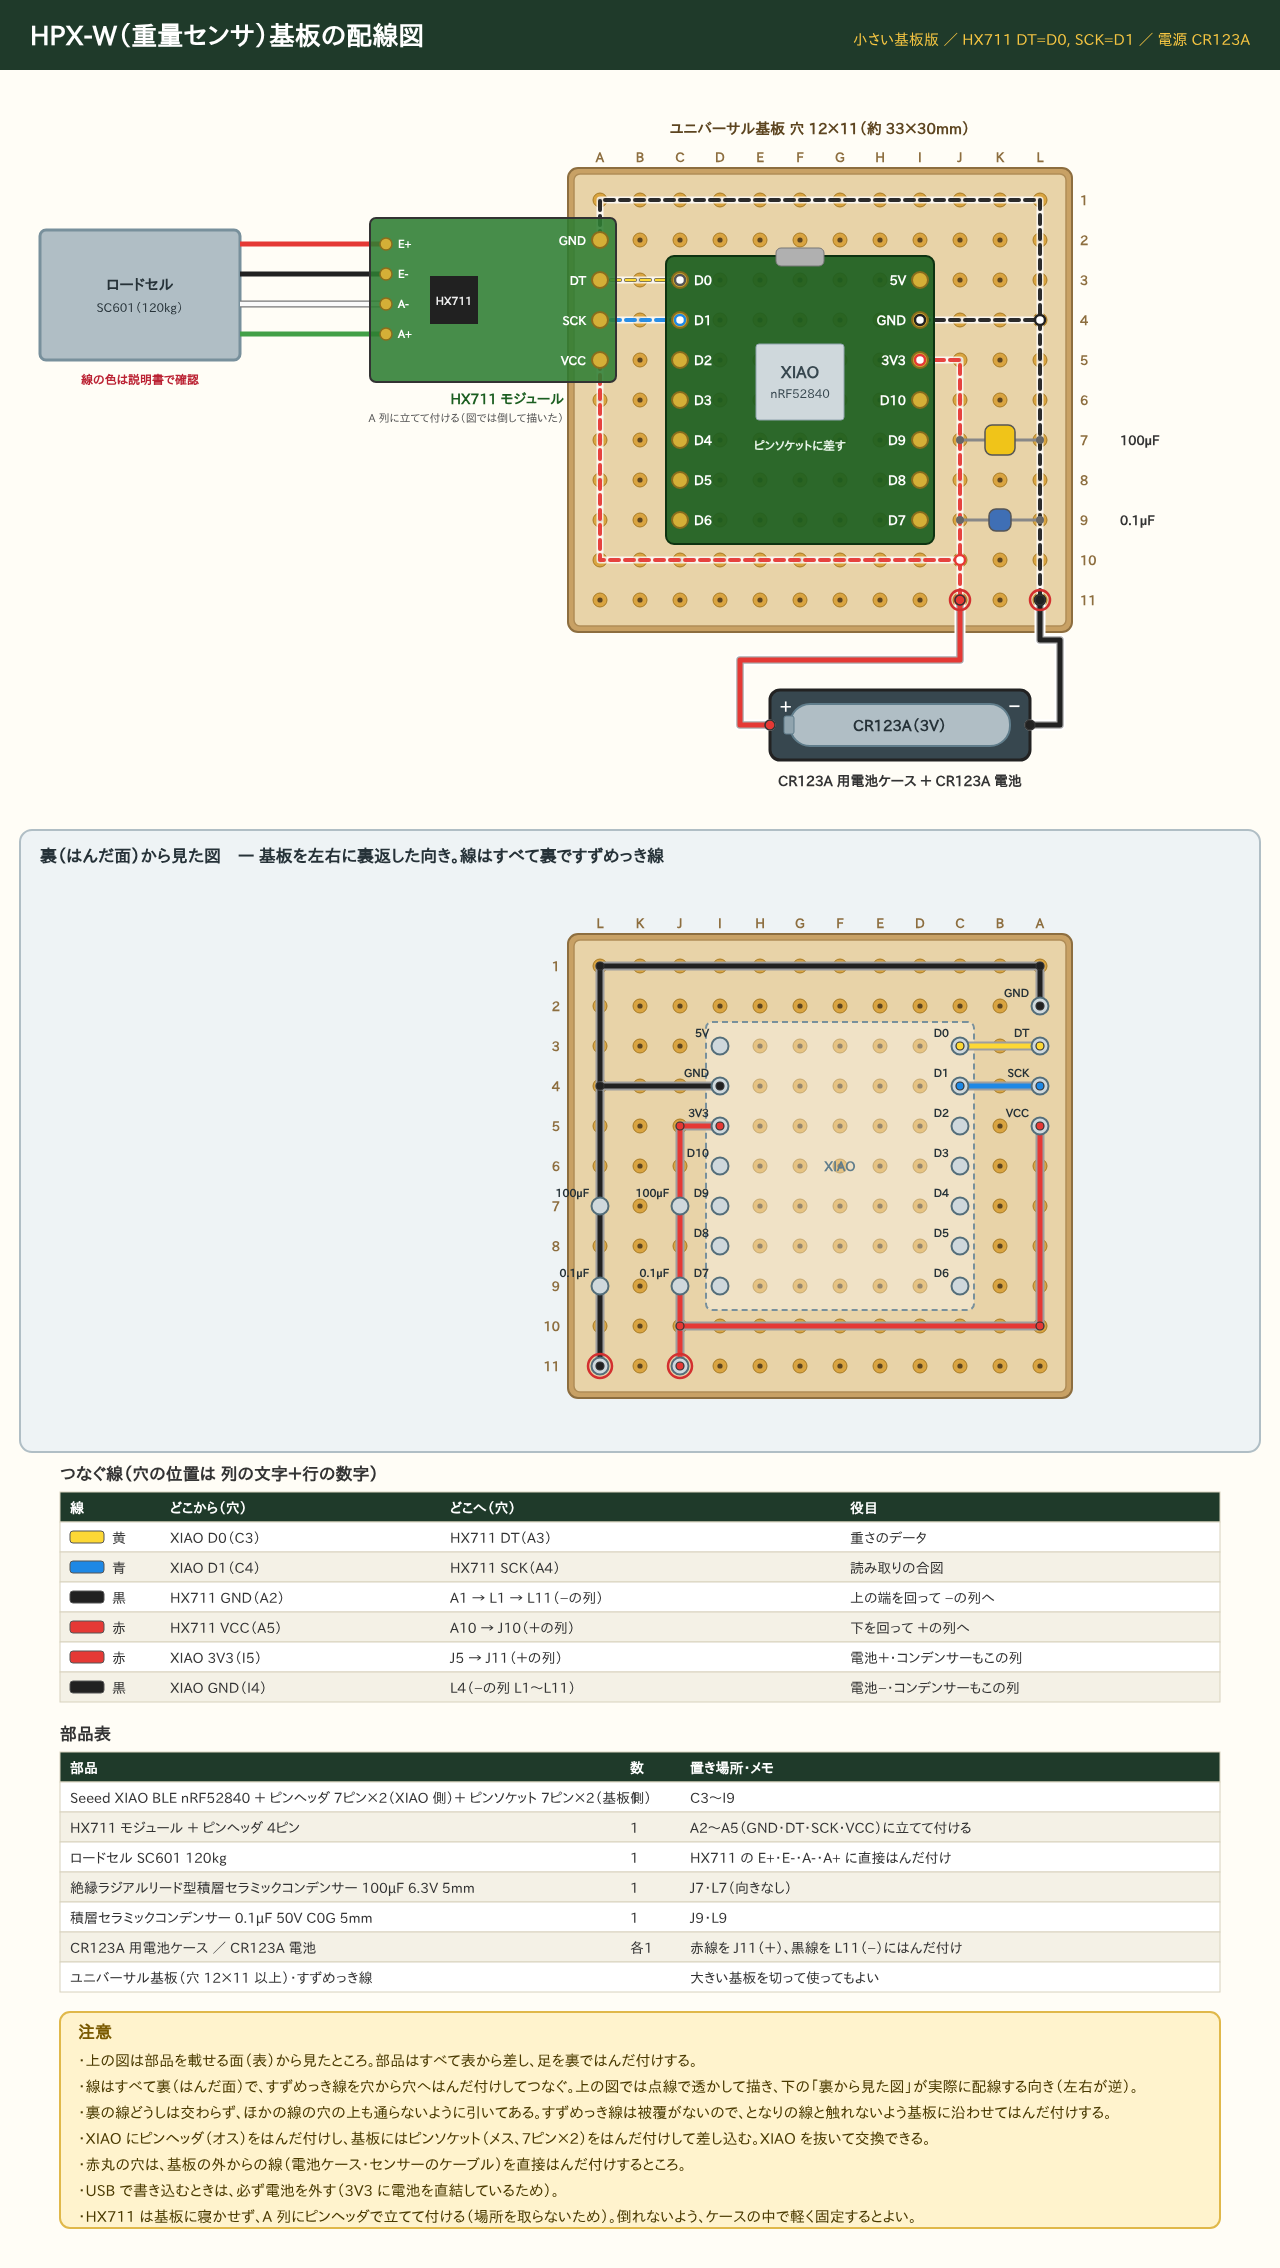 HPX-W（重量センサ）基板の配線図
小さい基板版 ／ HX711 DT=D0, SCK=D1 ／ 電源 CR123A
ユニバーサル基板 穴 12×11（約 33×30mm）
A B C D E F G H I J K L
1
GND 2
E+
DT D0 5V 3
ロードセル
E-
SC601（120kg）
HX711
A-
SCK D1 GND 4
A+
VCC D2 3V3 5
XIAO
nRF52840
線の色は説明書で確認
HX711 モジュール
D3 D10 6
A 列に立てて付ける（図では倒して描いた）
D4 ピンソケットに差す D9 7 100µF
D5 D8 8
D6 D7 9 0.1µF
10
11
+ −
CR123A（3V）
CR123A 用電池ケース ＋ CR123A 電池
裏（はんだ面）から見た図　— 基板を左右に裏返した向き。線はすべて裏ですずめっき線
L K J I H G F E D C B A
1
GND
2
5V D0 DT
3
GND D1 SCK
4
3V3 D2 VCC
5
D10 D3
6 XIAO
100µF 100µF D9 D4
7
D8 D5
8
0.1µF 0.1µF D7 D6
9
10
11
つなぐ線（穴の位置は 列の文字＋行の数字）
線 どこから（穴） どこへ（穴） 役目
黄 XIAO D0（C3） HX711 DT（A3） 重さのデータ
青 XIAO D1（C4） HX711 SCK（A4） 読み取りの合図
黒 HX711 GND（A2） A1 → L1 → L11（−の列） 上の端を回って −の列へ
赤 HX711 VCC（A5） A10 → J10（＋の列） 下を回って ＋の列へ
赤 XIAO 3V3（I5） J5 → J11（＋の列） 電池＋・コンデンサーもこの列
黒 XIAO GND（I4） L4（−の列 L1〜L11） 電池−・コンデンサーもこの列
部品表
部品 数 置き場所・メモ
Seeed XIAO BLE nRF52840 ＋ ピンヘッダ 7ピン×2（XIAO 側）＋ ピンソケット 7ピン×2（基板側） C3〜I9
HX711 モジュール ＋ ピンヘッダ 4ピン 1 A2〜A5（GND・DT・SCK・VCC）に立てて付ける
ロードセル SC601 120kg 1 HX711 の E+・E-・A-・A+ に直接はんだ付け
絶縁ラジアルリード型積層セラミックコンデンサー 100µF 6.3V 5mm 1 J7・L7（向きなし）
積層セラミックコンデンサー 0.1µF 50V C0G 5mm 1 J9・L9
CR123A 用電池ケース ／ CR123A 電池 各1 赤線を J11（＋）、黒線を L11（−）にはんだ付け
ユニバーサル基板（穴 12×11 以上）・すずめっき線 大きい基板を切って使ってもよい
注意
・上の図は部品を載せる面（表）から見たところ。部品はすべて表から差し、足を裏ではんだ付けする。
・線はすべて裏（はんだ面）で、すずめっき線を穴から穴へはんだ付けしてつなぐ。上の図では点線で透かして描き、下の「裏から見た図」が実際に配線する向き（左右が逆）。
・裏の線どうしは交わらず、ほかの線の穴の上も通らないように引いてある。すずめっき線は被覆がないので、となりの線と触れないよう基板に沿わせてはんだ付けする。
・XIAO にピンヘッダ（オス）をはんだ付けし、基板にはピンソケット（メス、7ピン×2）をはんだ付けして差し込む。XIAO を抜いて交換できる。
・赤丸の穴は、基板の外からの線（電池ケース・センサーのケーブル）を直接はんだ付けするところ。
・USB で書き込むときは、必ず電池を外す（3V3 に電池を直結しているため）。
・HX711 は基板に寝かせず、A 列にピンヘッダで立てて付ける（場所を取らないため）。倒れないよう、ケースの中で軽く固定するとよい。